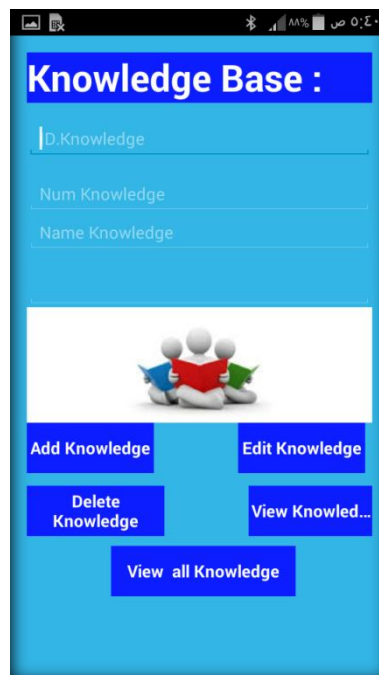 ٨٨% ص ٥:٤٠
Knowledge Base :
D.Knowledge
Num Knowledge
Name Knowledge
Add Knowledge
Edit Knowledge
Delete
Knowledge
View Knowled...
View all Knowledge